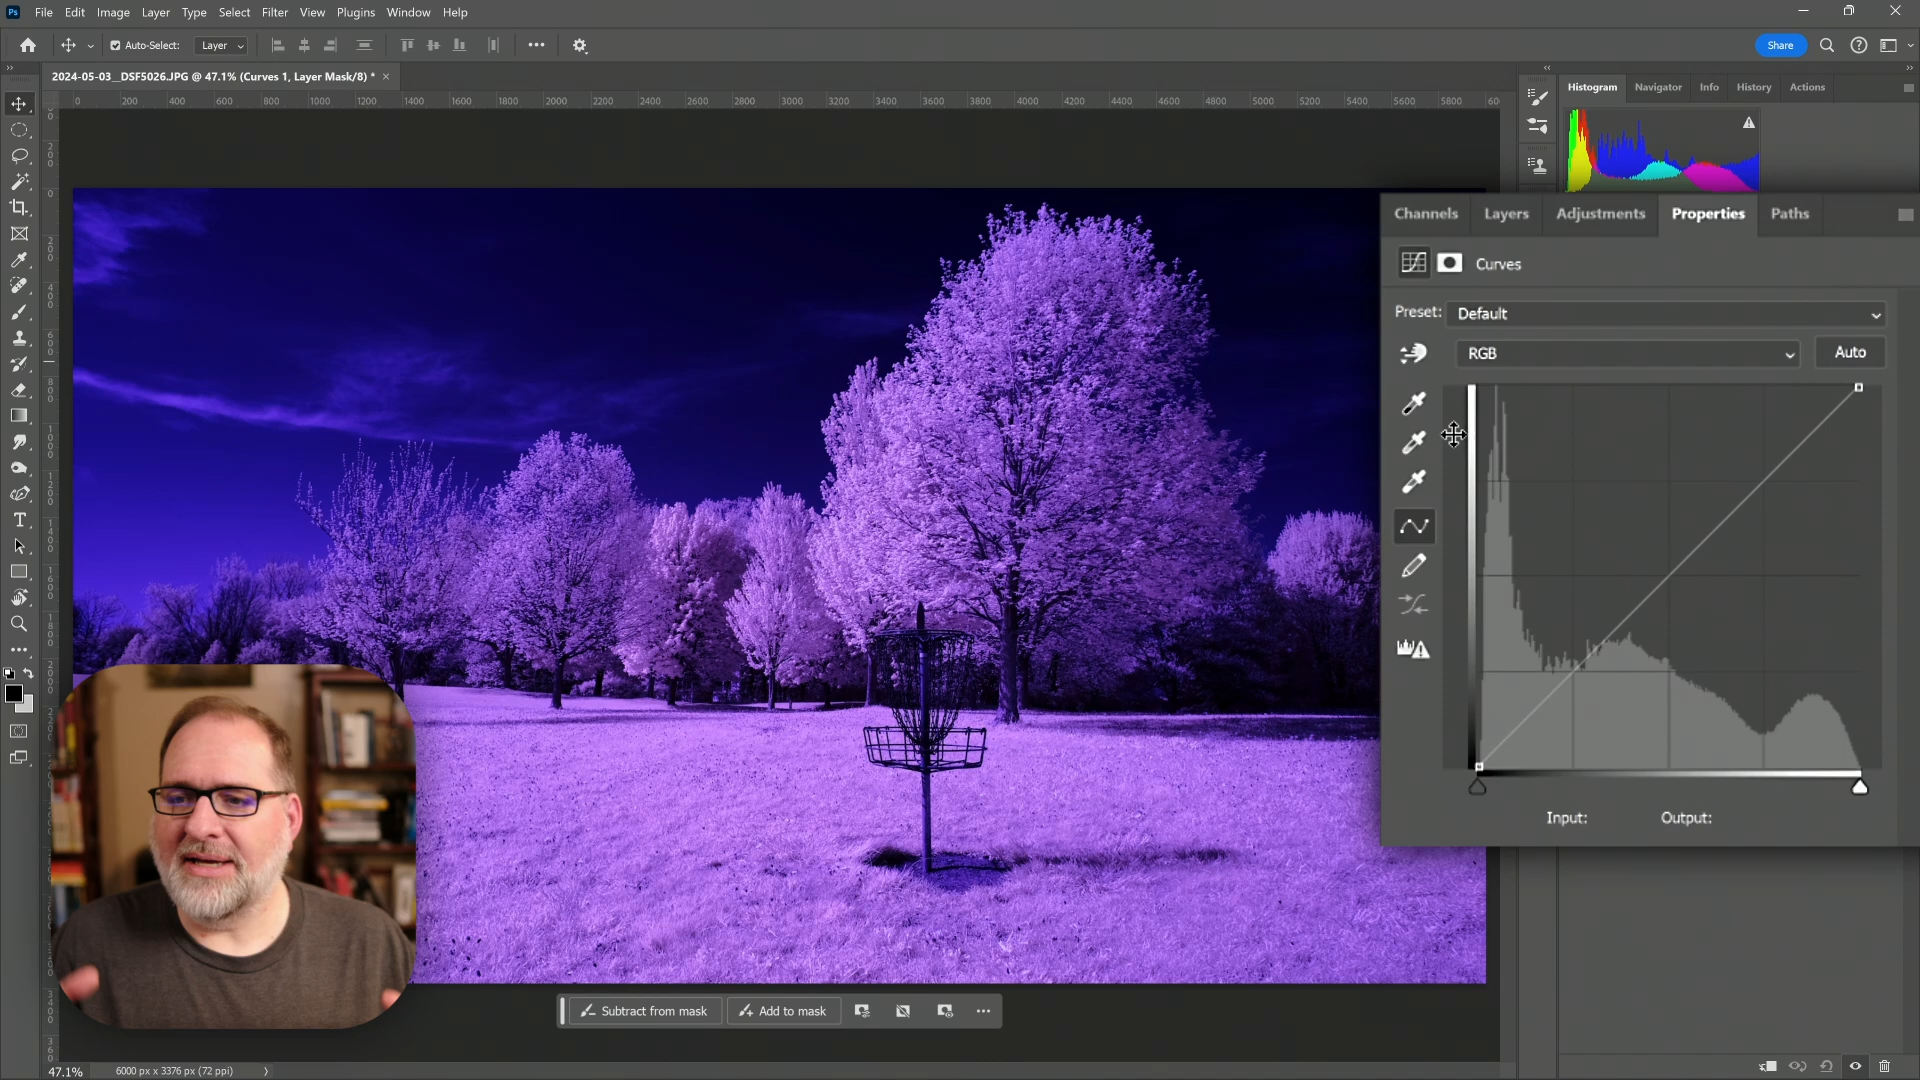 Ps File Edit Image Layer Type Select Filter View Plugins Window Help
Auto-Select: Layer Share
2024-05-03__DSF5026.JPG @ 47.1% (Curves 1, Layer Mask/8) * ×
Histogram Navigator Info History Actions
0 200 400 600 800 1000 1200 1400 1600 1800 2000 2200 2400 2600 2800 3000 3200 3400 3600 3800 4000 4200 4400 4600 4800 5000 5200 5400 5600 5800 60
Channels Layers Adjustments Properties Paths
Curves
Preset: Default
RGB Auto
Input: Output:
Subtract from mask Add to mask
47.1% 6000 px x 3376 px (72 ppi)